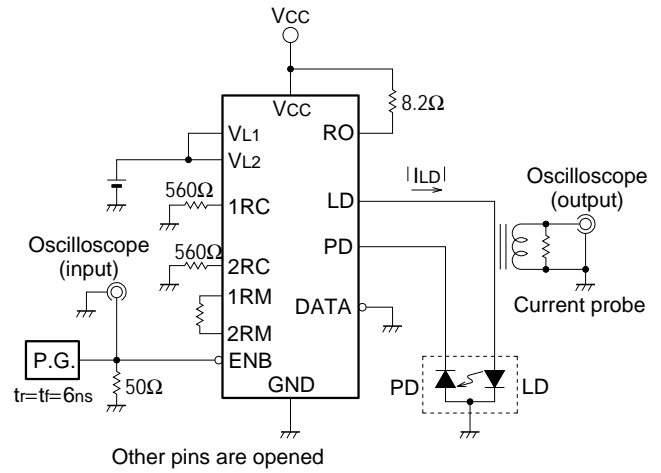 VCC
VCC
8.2Ω
RO
VL1
VL2
|ILD|
560Ω
1RC
LD
Oscilloscope
(output)
Oscilloscope
(input)
560Ω
2RC
PD
1RM
2RM
DATA
Current probe
P.G.
ENB
tr=tf=6ns
50Ω
GND
PD
LD
Other pins are opened